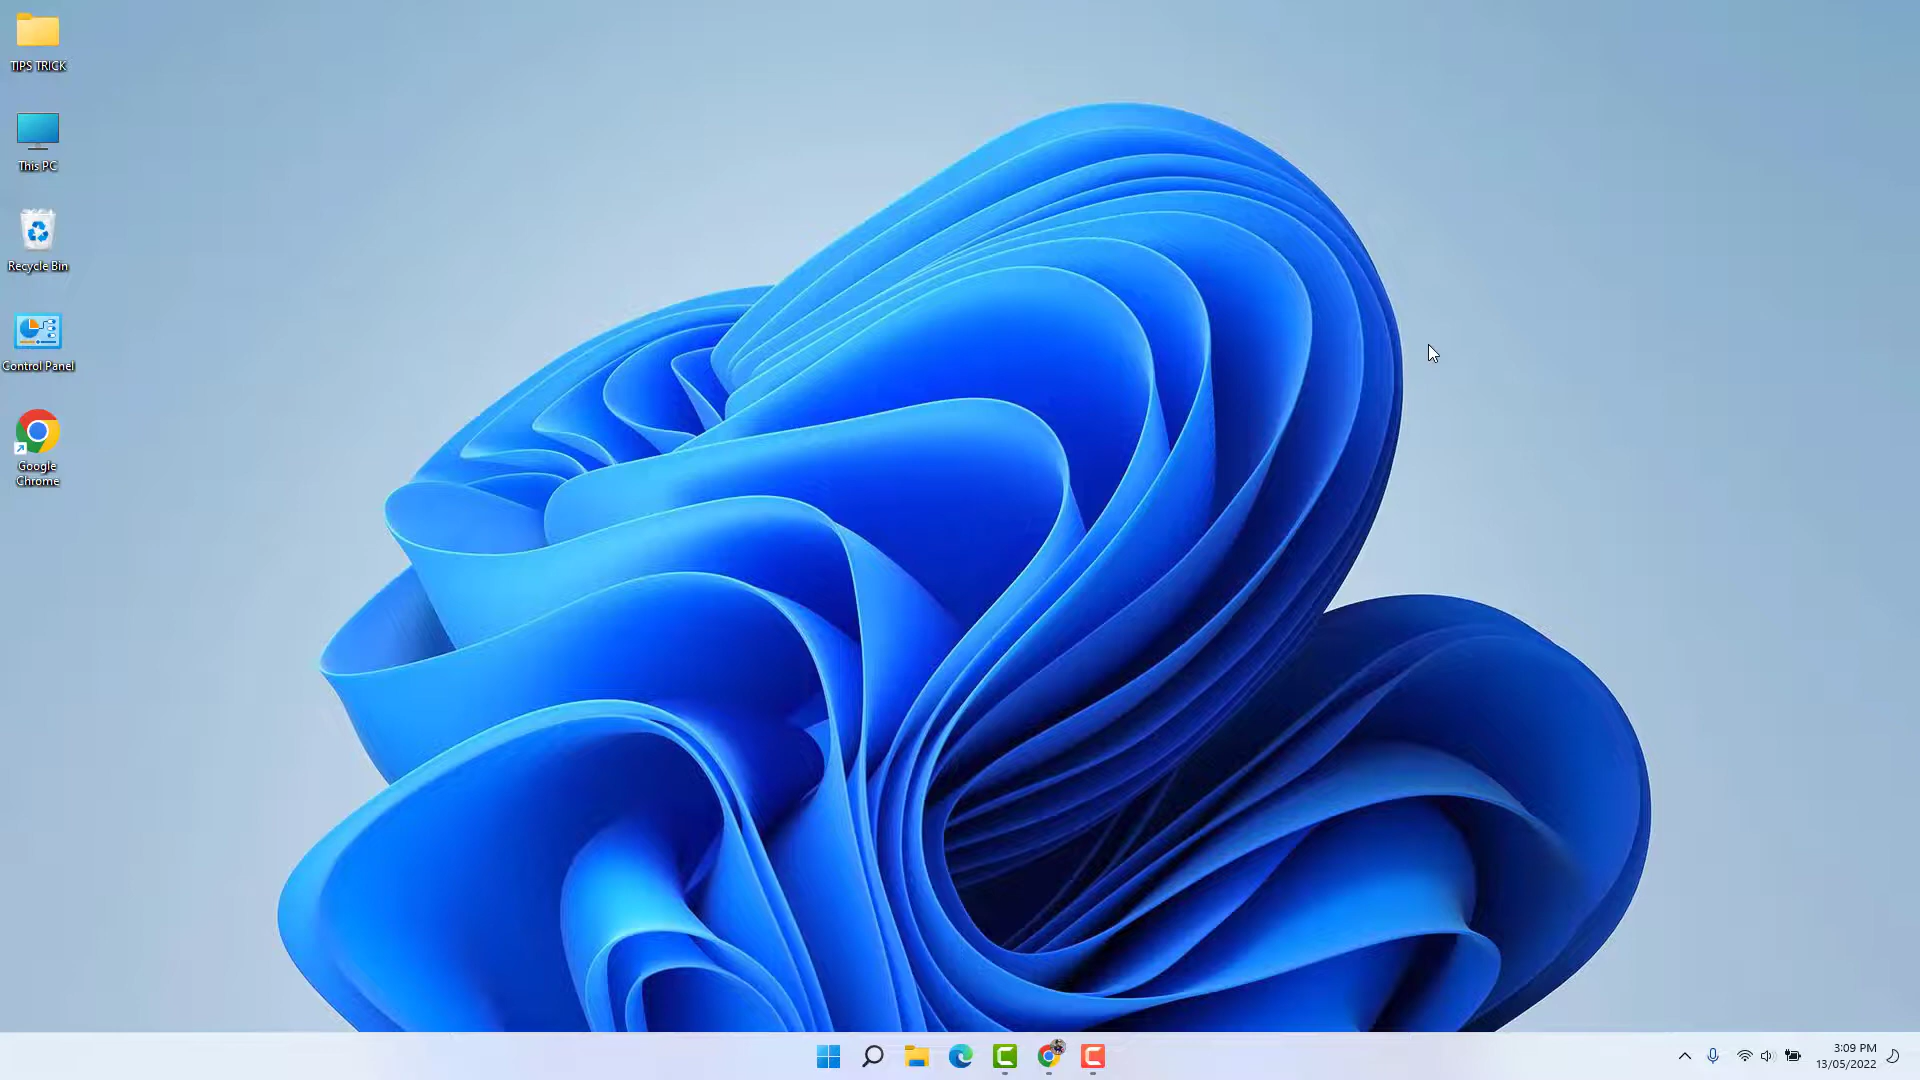 TIPS TRICK
This PC
Recycle Bin
Control Panel
Google
Chrome
3:09 PM
13/05/2022